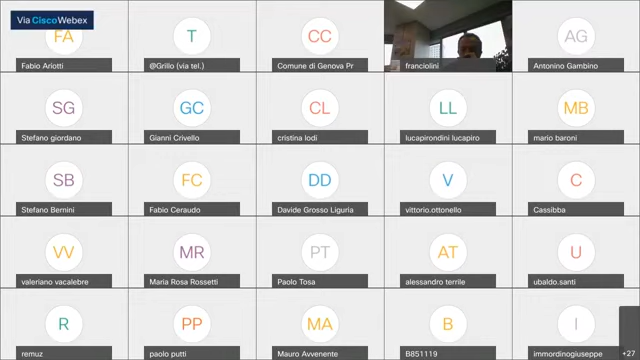 Via Cisco Webex
FA
Fabio Ariotti
T
@Grillo (via tel.)
CC
Comune di Genova Pr
franciolini
AG
Antonino Gambino
SG
Stefano giordano
GC
Gianni Crivello
CL
cristina lodi
LL
lucapirondini lucapiro
MB
mario baroni
SB
Stefano Bernini
FC
Fabio Ceraudo
DD
Davide Grosso Liguria
V
vittorio.ottonello
C
Cassibba
VV
valeriano vacalebre
MR
Maria Rosa Rossetti
PT
Paolo Tosa
AT
alessandro terrile
U
ubaldo.santi
R
remuz
PP
paolo putti
MA
Mauro Avvenente
B
B851119
I
immordinogiuseppe
+27